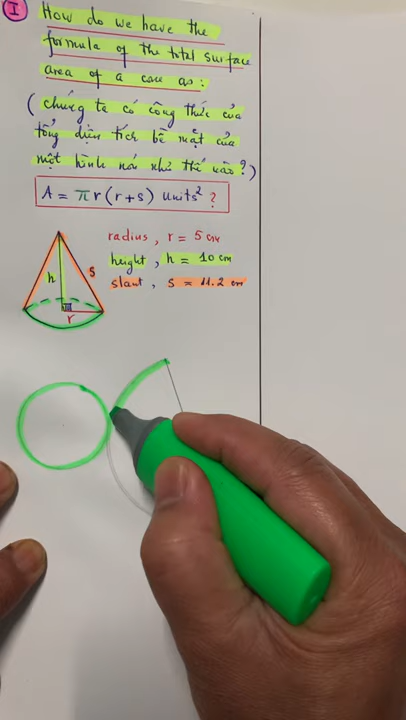 I How do we have the
formula of the total surface
area of a cone as:
(chúng ta có công thức của
tổng diện tích bề mặt của
một hình nón như thế nào?)
A = πr(r+s) units² ?
radius, r = 5 cm
height, h = 10 cm
slant, s ≈ 11.2 cm
h
s
r